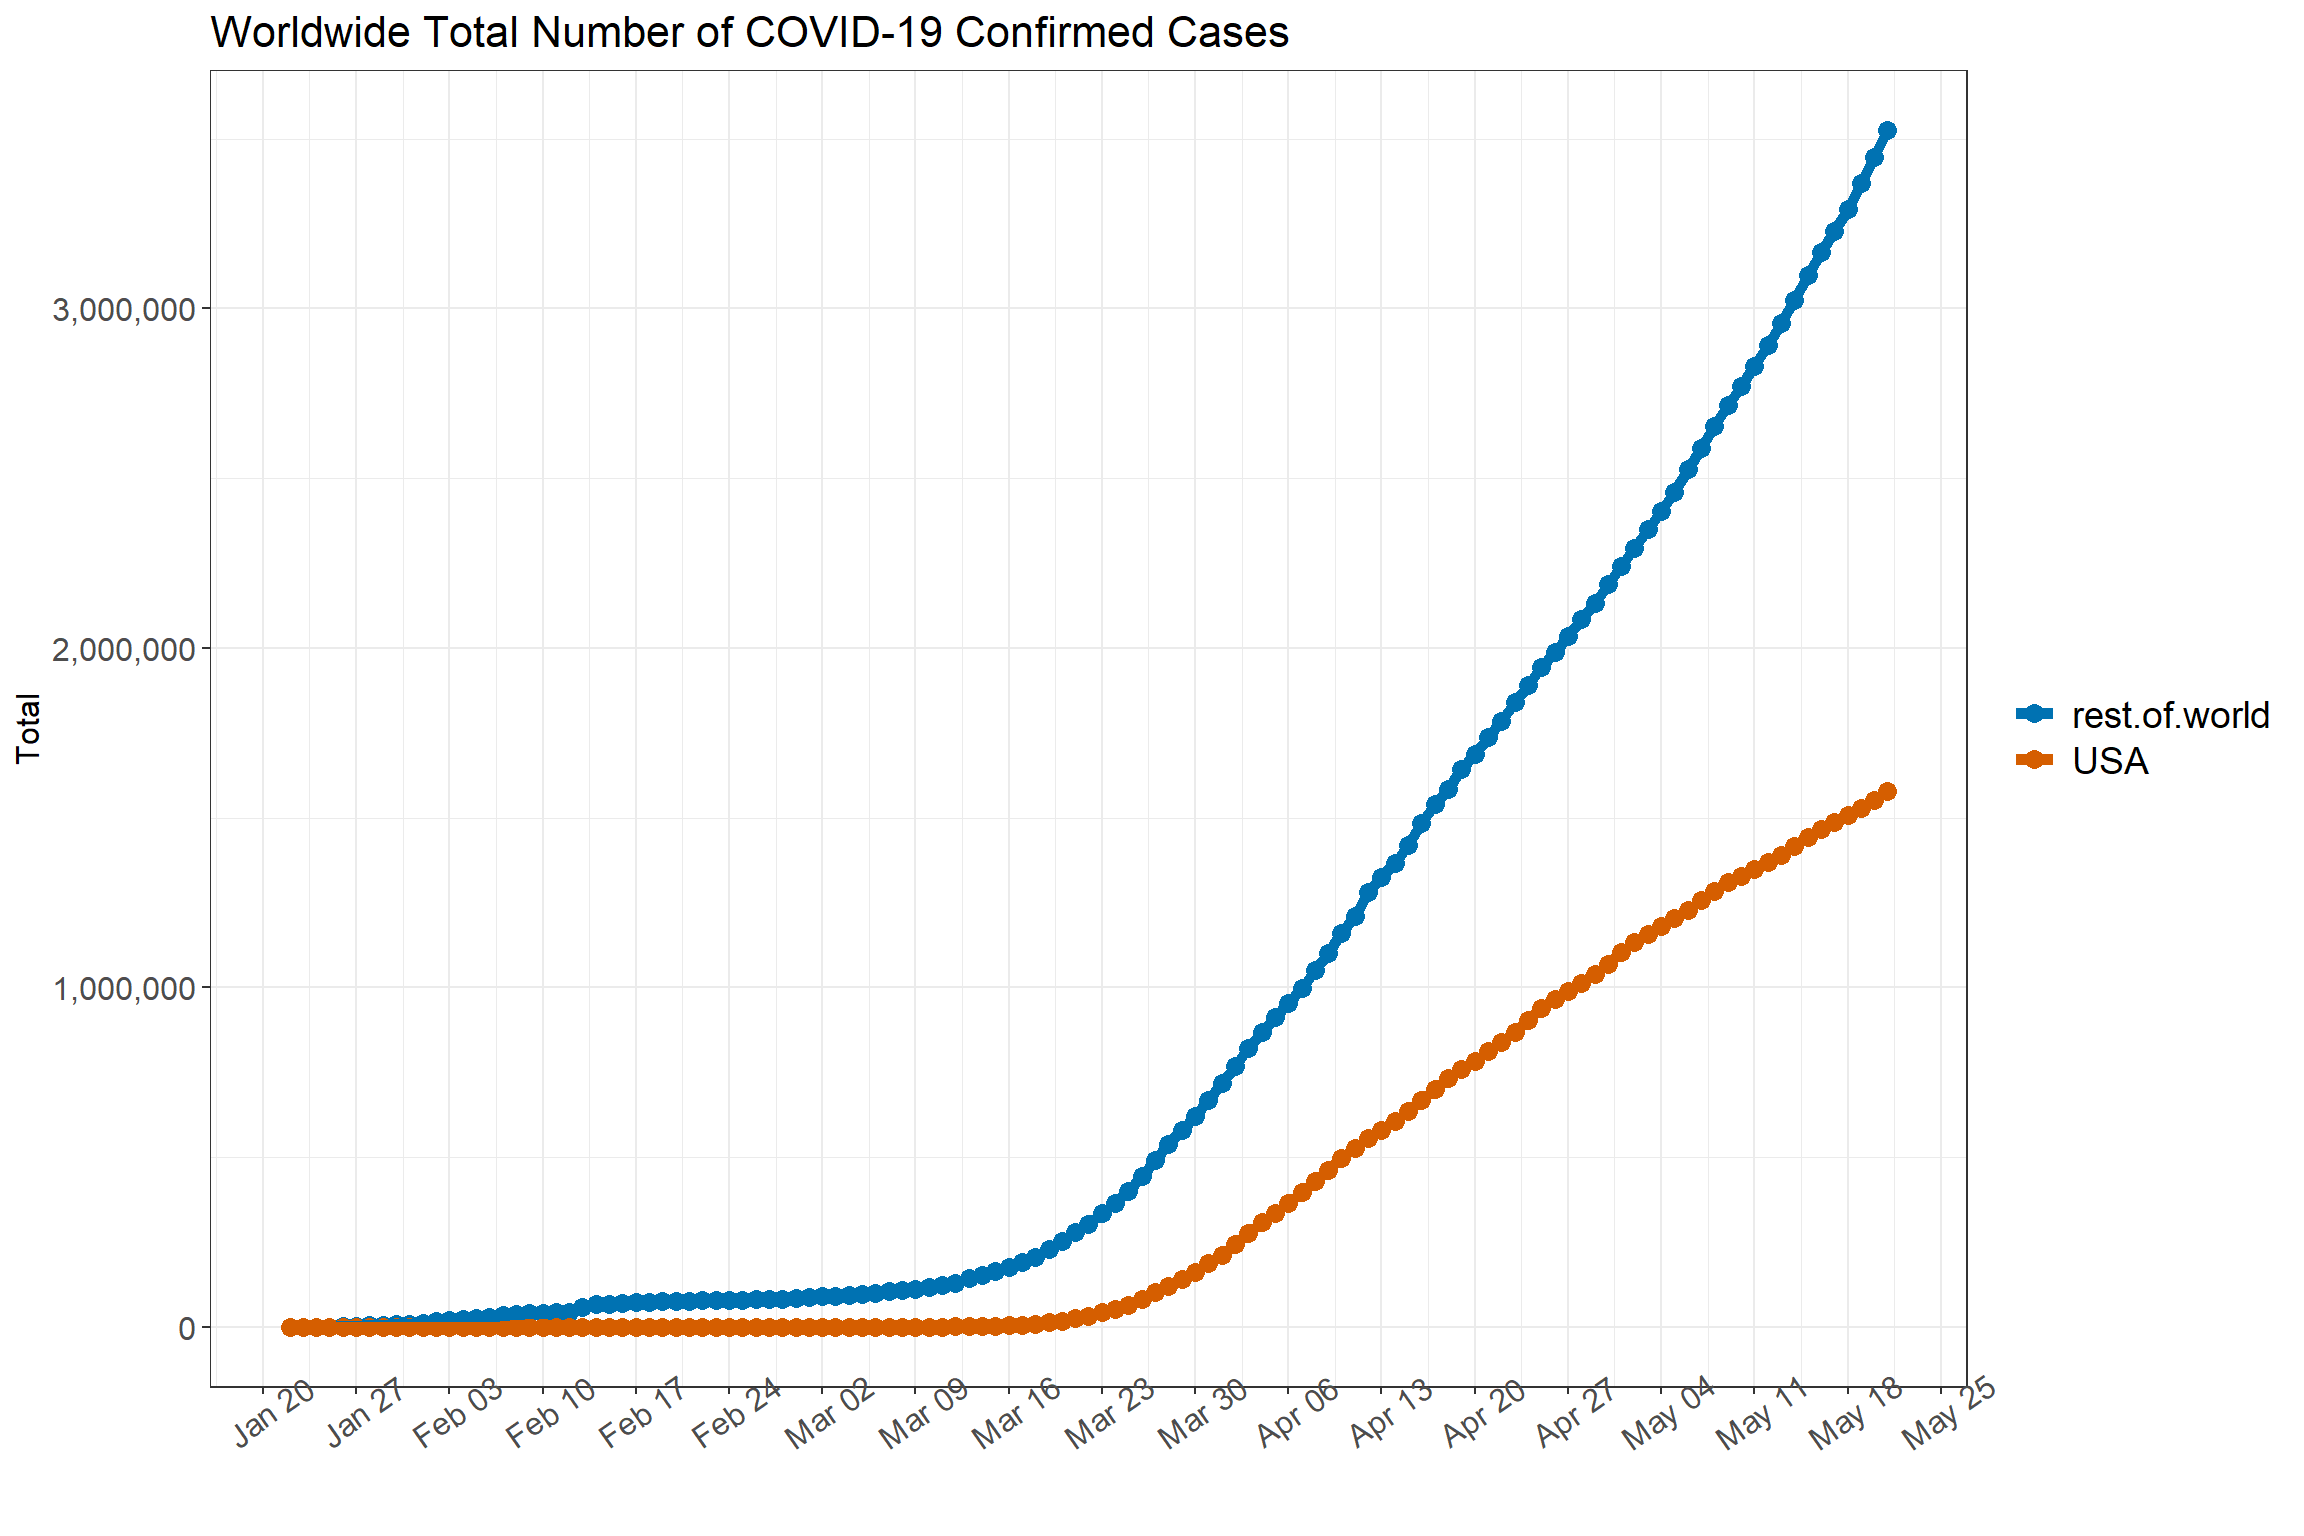 Worldwide Total Number of COVID-19 Confirmed Cases
Total
3,000,000
2,000,000
1,000,000
0
Jan 20
Jan 27
Feb 03
Feb 10
Feb 17
Feb 24
Mar 02
Mar 09
Mar 16
Mar 23
Mar 30
Apr 06
Apr 13
Apr 20
Apr 27
May 04
May 11
May 18
May 25
rest.of.world
USA